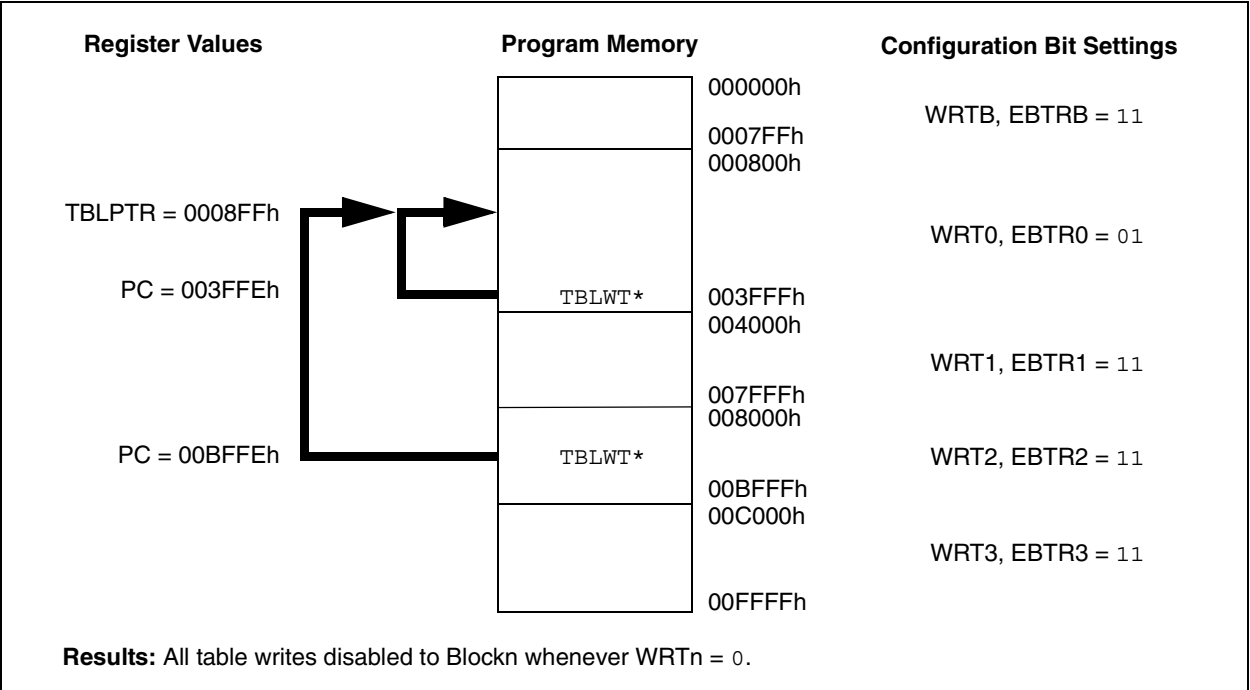 Register Values
Program Memory
Configuration Bit Settings
000000h
WRTB, EBTRB = 11
0007FFh
000800h
TBLPTR = 0008FFh
WRT0, EBTR0 = 01
PC = 003FFEh
TBLWT*
003FFFh
004000h
WRT1, EBTR1 = 11
007FFFh
008000h
PC = 00BFFEh
TBLWT*
WRT2, EBTR2 = 11
00BFFFh
00C000h
WRT3, EBTR3 = 11
00FFFFh
Results: All table writes disabled to Blockn whenever WRTn = 0.